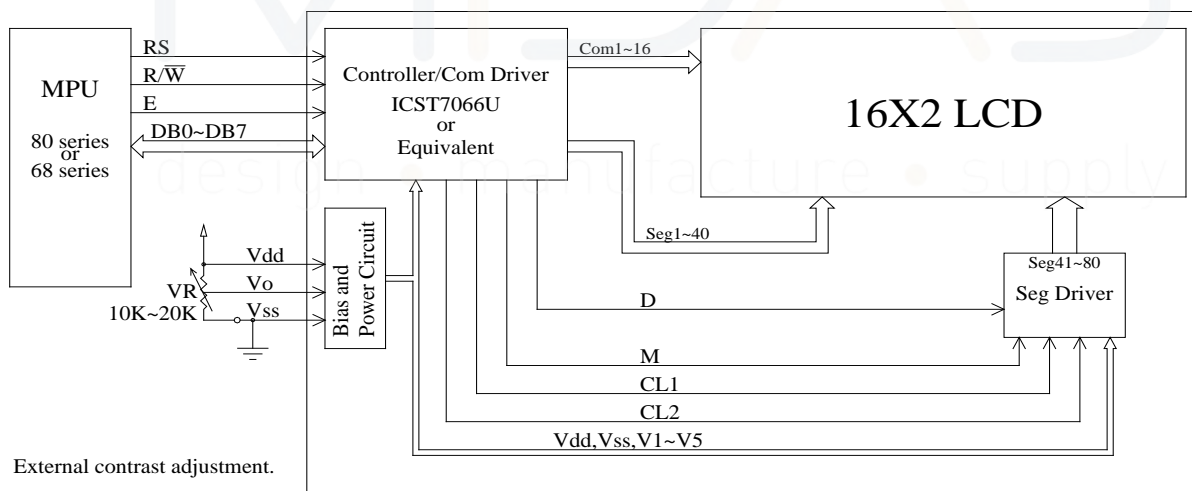 MPU
80 series
or
68 series
RS
R/W̅
E
DB0~DB7
Controller/Com Driver
ICST7066U
or
Equivalent
Com1~16
16X2 LCD
design • manufacture • supply
Seg1~40
Seg41~80
Seg Driver
Vdd
Vo
Vss
VR
10K~20K
Bias and
Power Circuit
D
M
CL1
CL2
Vdd,Vss,V1~V5
External contrast adjustment.